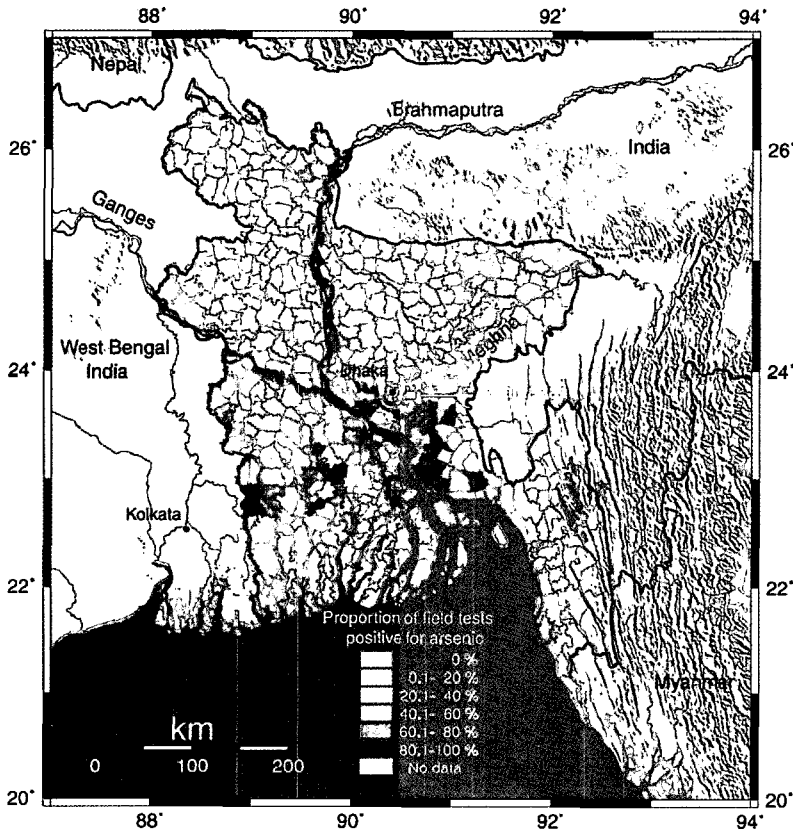 88° 90° 92° 94°
Nepal
Brahmaputra
26° 26°
India
Ganges
Meghna
West Bengal
India
24° Dhaka 24°
Kolkata
22° 22°
Proportion of field tests
positive for arsenic
0 %
0.1- 20 %
20.1- 40 %
40.1- 60 %
60.1- 80 %
80.1-100 %
No data
Myanmar
km
0 100 200
20° 20°
88° 90° 92° 94°